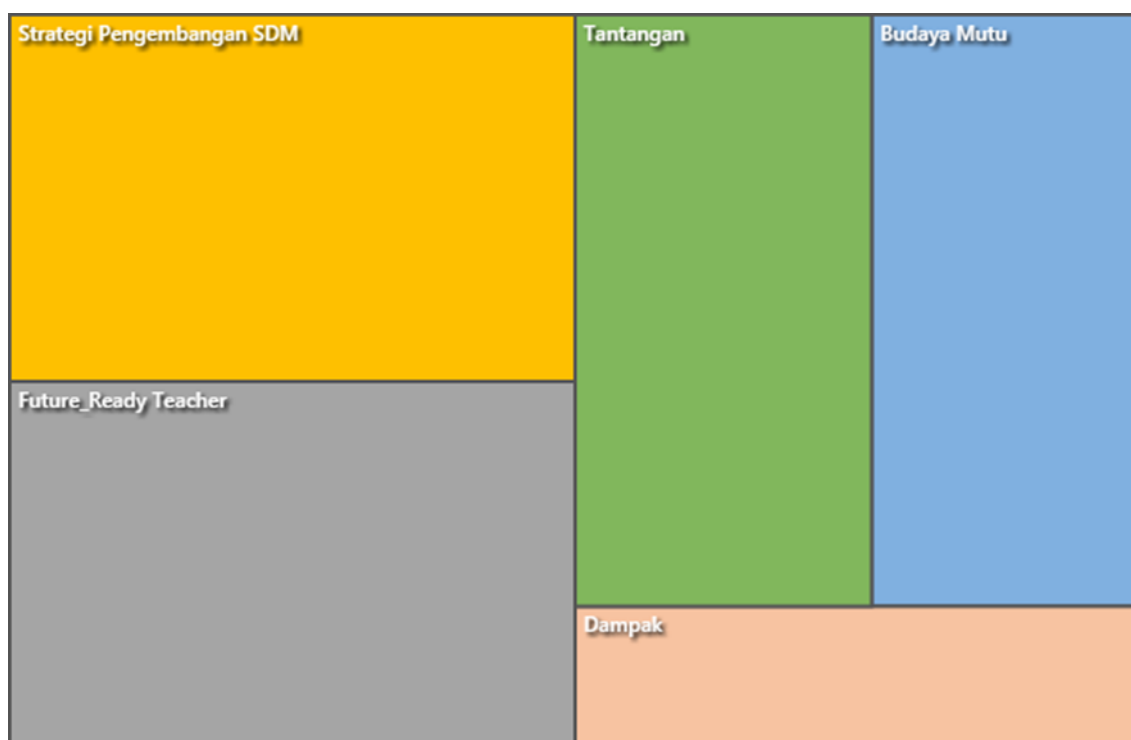 Strategi Pengembangan SDM
Tantangan
Budaya Mutu
Future_Ready Teacher
Dampak